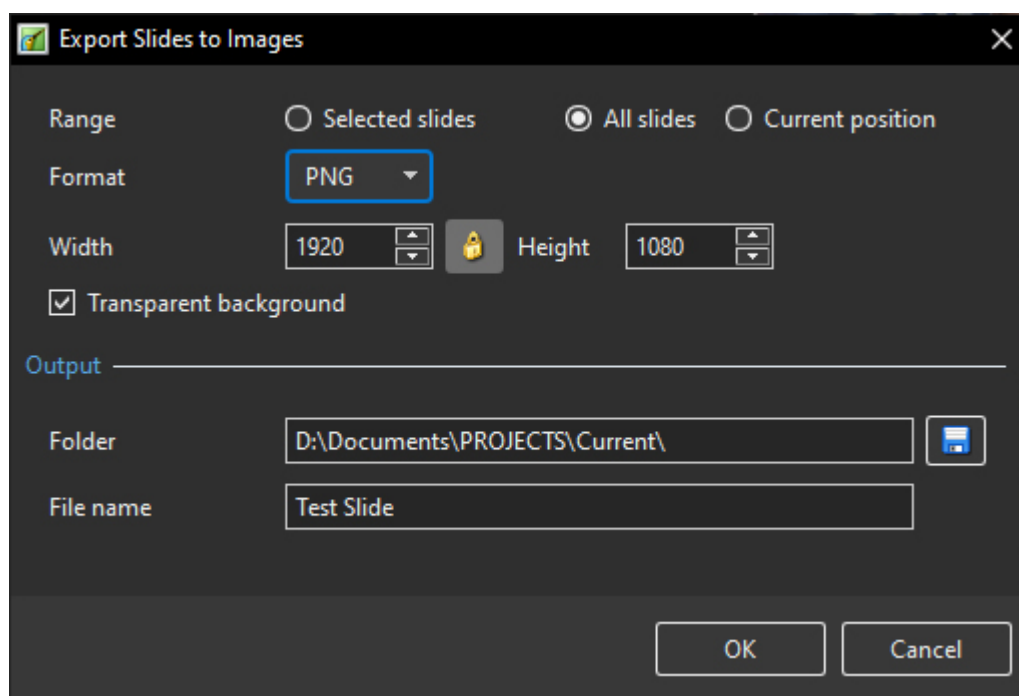 Export Slides to Images
Range Selected slides All slides Current position
Format PNG
Width 1920 Height 1080
Transparent background
Output
Folder D:\Documents\PROJECTS\Current\
File name Test Slide
OK Cancel